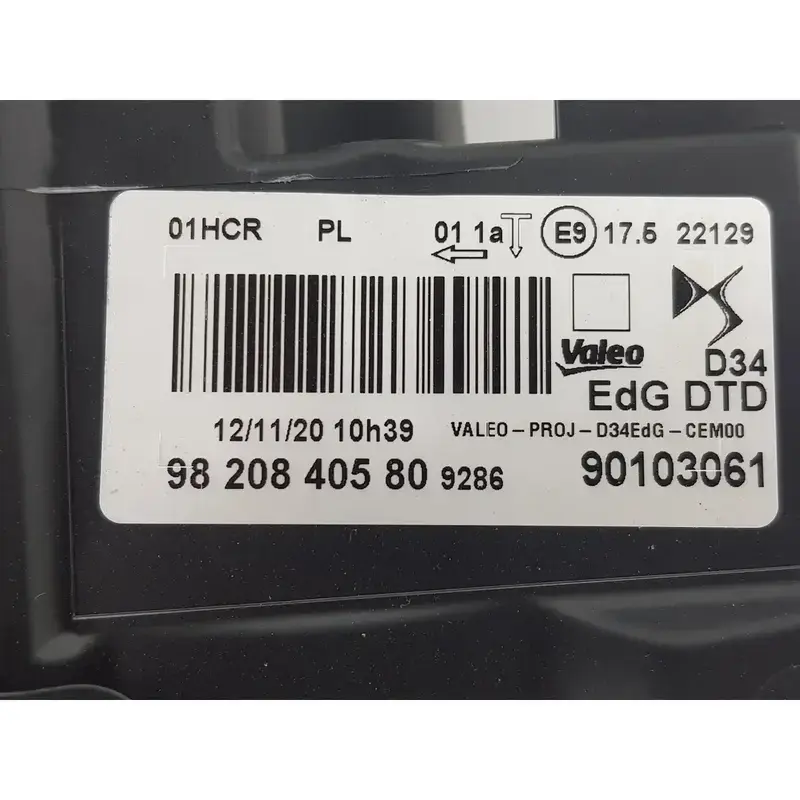 01HCR PL 01 1a E9 17.5 22129
Valeo
D34
EdG DTD
12/11/20 10h39 VALEO-PROJ-D34EdG-CEM00
98 208 405 80 9286 90103061